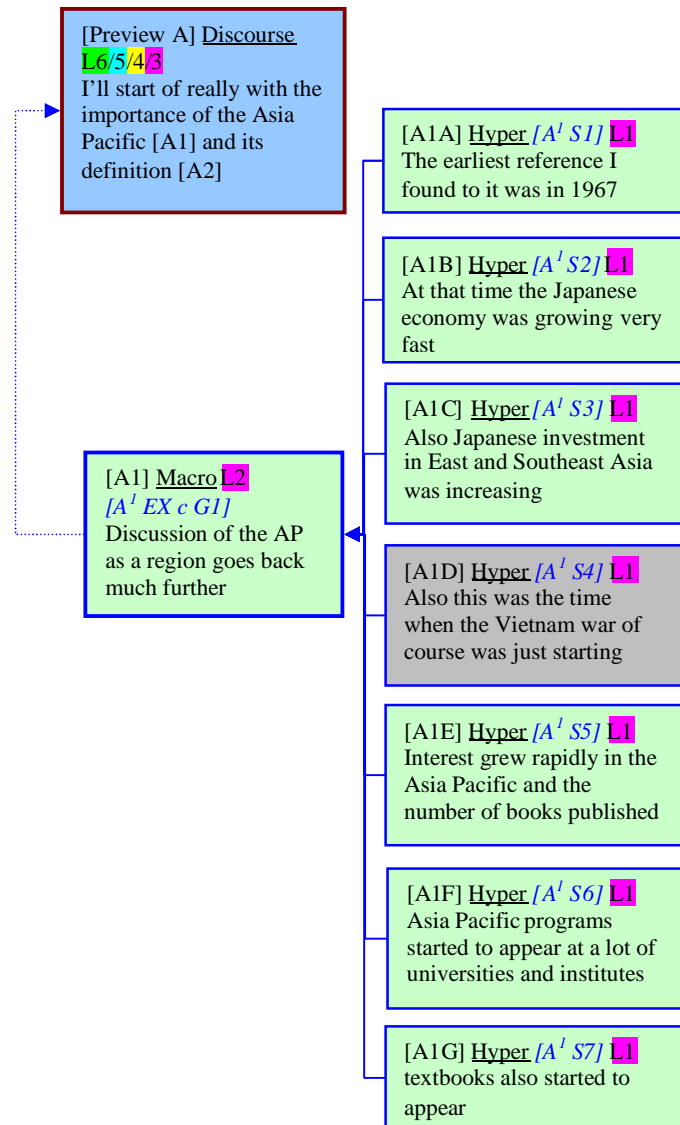 [Preview A] Discourse
L6/5/4/3
I’ll start of really with the
importance of the Asia
Pacific [A1] and its
definition [A2]
[A1] Macro L2
[A¹ EX c G1]
Discussion of the AP
as a region goes back
much further
[A1A] Hyper [A¹ S1] L1
The earliest reference I
found to it was in 1967
[A1B] Hyper [A¹ S2] L1
At that time the Japanese
economy was growing very
fast
[A1C] Hyper [A¹ S3] L1
Also Japanese investment
in East and Southeast Asia
was increasing
[A1D] Hyper [A¹ S4] L1
Also this was the time
when the Vietnam war of
course was just starting
[A1E] Hyper [A¹ S5] L1
Interest grew rapidly in the
Asia Pacific and the
number of books published
[A1F] Hyper [A¹ S6] L1
Asia Pacific programs
started to appear at a lot of
universities and institutes
[A1G] Hyper [A¹ S7] L1
textbooks also started to
appear